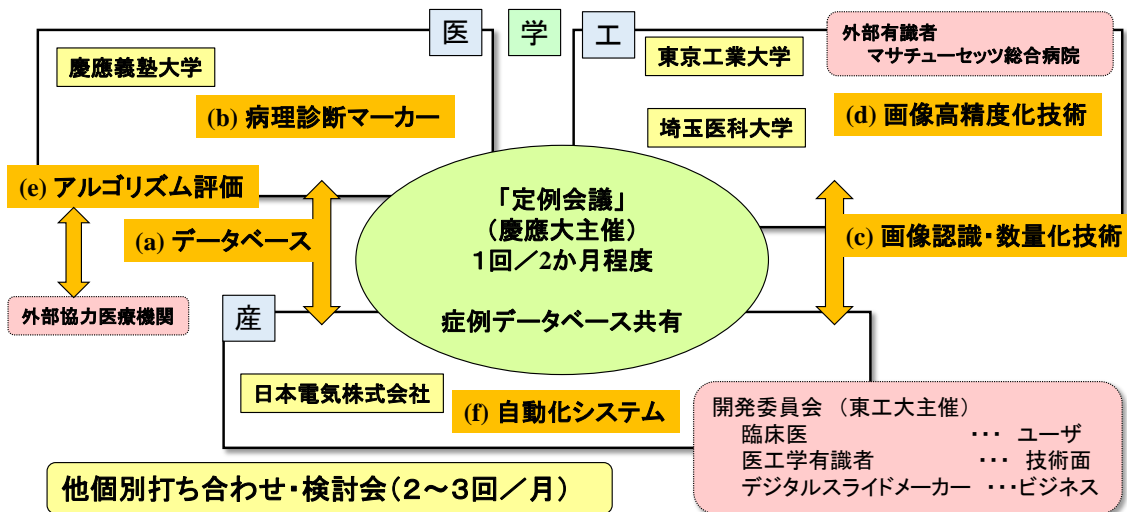 医 学 工
外部有識者
マサチューセッツ総合病院
慶應義塾大学
東京工業大学
(b) 病理診断マーカー
埼玉医科大学
(d) 画像高精度化技術
(e) アルゴリズム評価
(a) データベース
「定例会議」
（慶應大主催）
1回／2か月程度
症例データベース共有
(c) 画像認識・数量化技術
外部協力医療機関
産
日本電気株式会社
(f) 自動化システム
開発委員会 （東工大主催）
臨床医 ・・・ ユーザ
医工学有識者 ・・・ 技術面
デジタルスライドメーカー ・・・ビジネス
他個別打ち合わせ・検討会（２～３回／月）